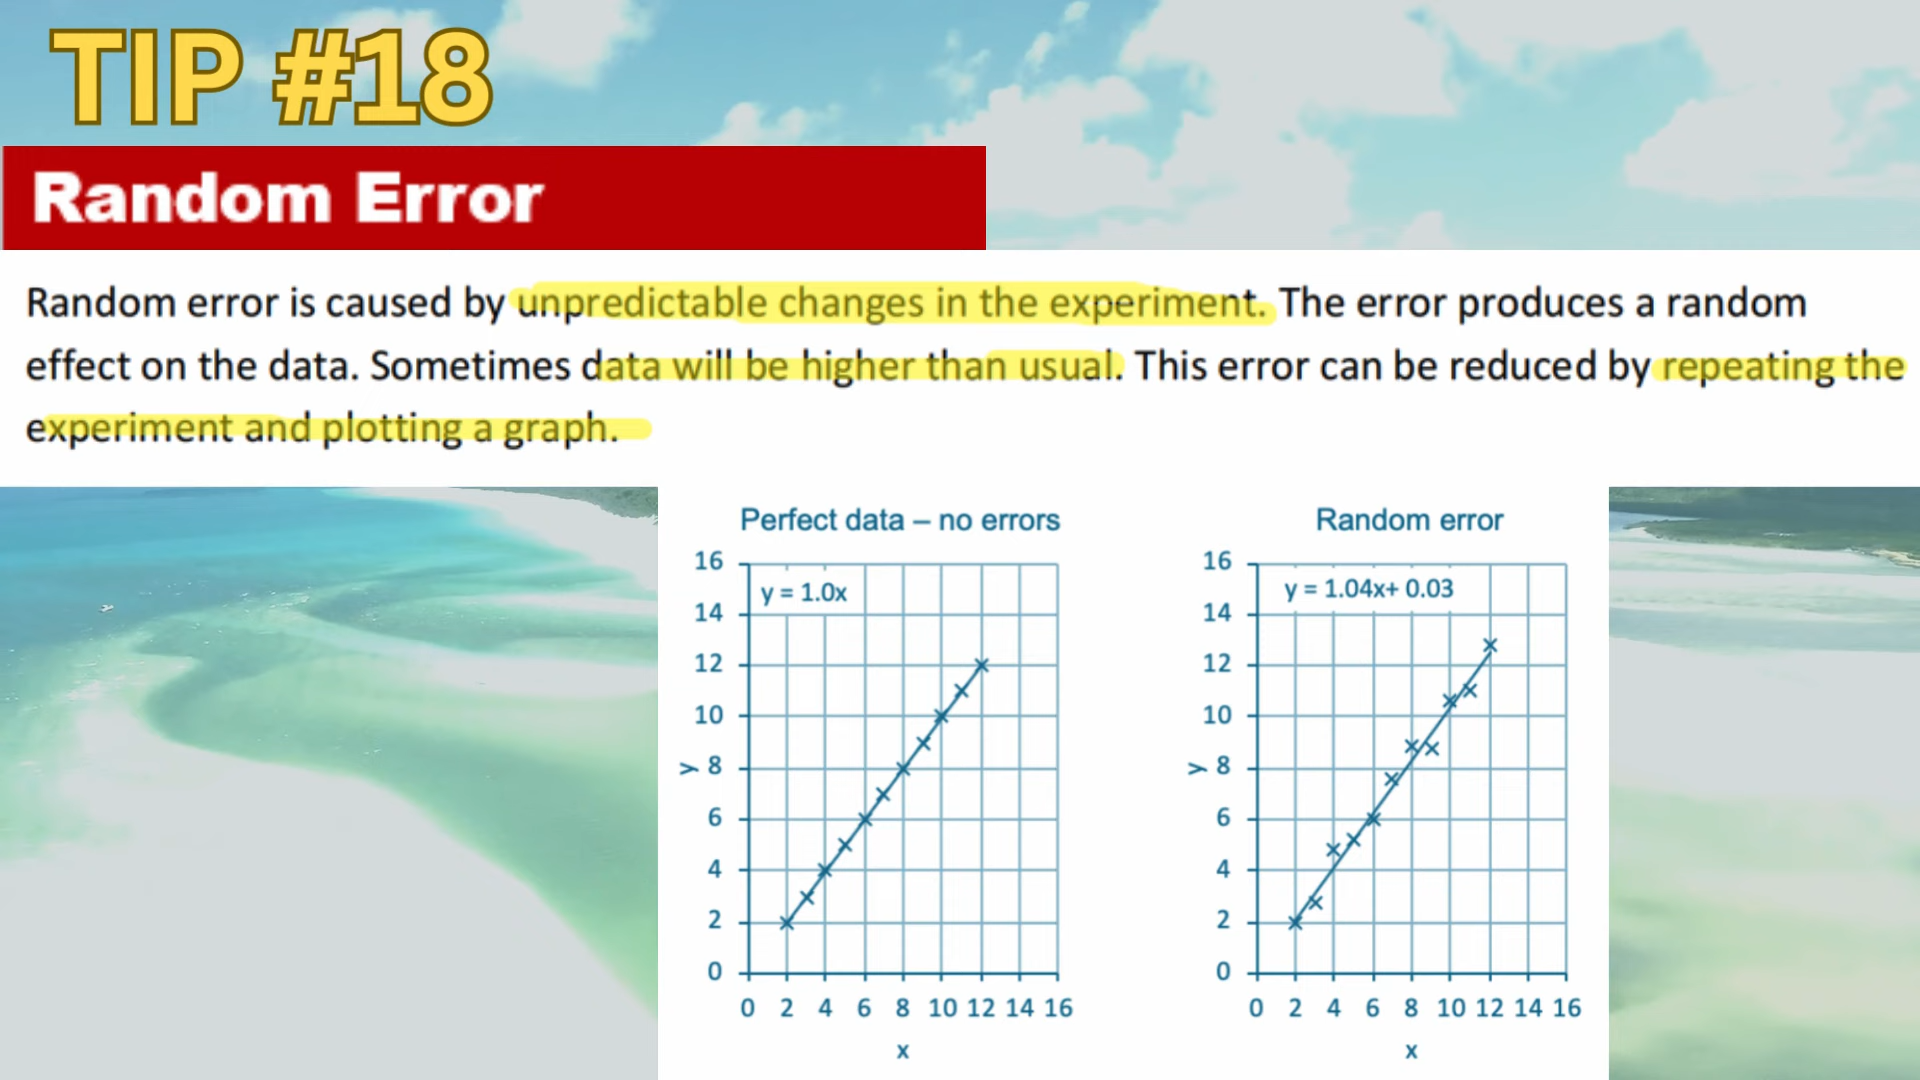 TIP #18
Random Error
Random error is caused by unpredictable changes in the experiment. The error produces a random
effect on the data. Sometimes data will be higher than usual. This error can be reduced by repeating the
experiment and plotting a graph.
Perfect data – no errors
16
y = 1.0x
14
12
10
y 8
6
4
2
0
0 2 4 6 8 10 12 14 16
x
Random error
16
y = 1.04x+ 0.03
14
12
10
y 8
6
4
2
0
0 2 4 6 8 10 12 14 16
x